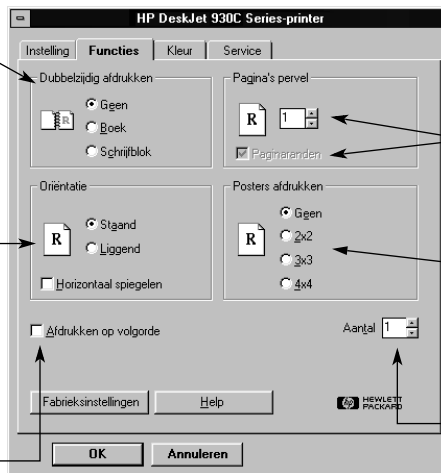 HP DeskJet 930C Series-printer
Instelling Functies Kleur Service
Dubbelzijdig afdrukken
Geen
Boek
Schrijfblok
R
Pagina's pervel
R 1
Paginaranden
Oriëntatie
R
Staand
Liggend
Horizontaal spiegelen
Posters afdrukken
Geen
R
2x2
3x3
4x4
Afdrukken op volgorde
Aantal 1
Fabrieksinstellingen Help
hp HEWLETT
PACKARD
OK Annuleren